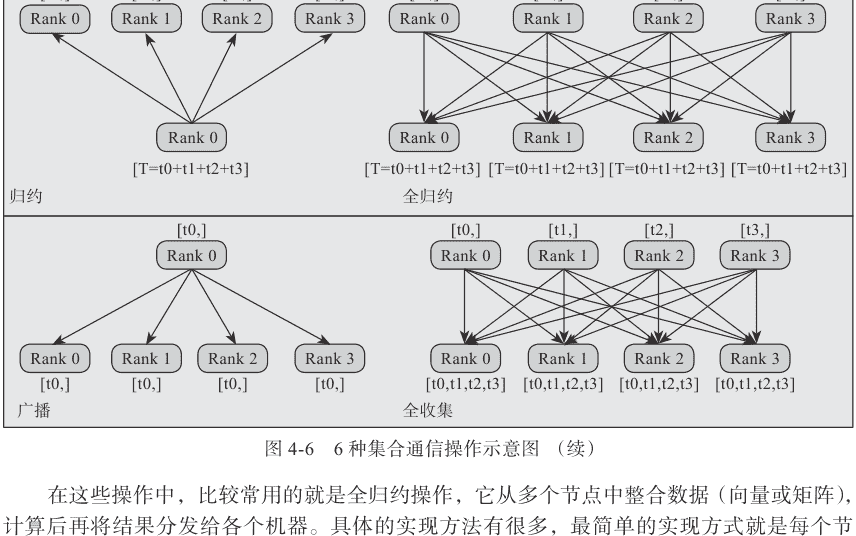 Rank 0 Rank 1 Rank 2 Rank 3
Rank 0
[T=t0+t1+t2+t3]
归约
Rank 0 Rank 1 Rank 2 Rank 3
Rank 0 Rank 1 Rank 2 Rank 3
[T=t0+t1+t2+t3] [T=t0+t1+t2+t3] [T=t0+t1+t2+t3] [T=t0+t1+t2+t3]
全归约
[t0,]
Rank 0
Rank 0 Rank 1 Rank 2 Rank 3
[t0,] [t0,] [t0,] [t0,]
广播
[t0,] [t1,] [t2,] [t3,]
Rank 0 Rank 1 Rank 2 Rank 3
Rank 0 Rank 1 Rank 2 Rank 3
[t0,t1,t2,t3] [t0,t1,t2,t3] [t0,t1,t2,t3] [t0,t1,t2,t3]
全收集
图 4-6 6 种集合通信操作示意图 （续）
在这些操作中，比较常用的就是全归约操作，它从多个节点中整合数据（向量或矩阵），
计算后再将结果分发给各个机器。具体的实现方法有很多，最简单的实现方式就是每个节